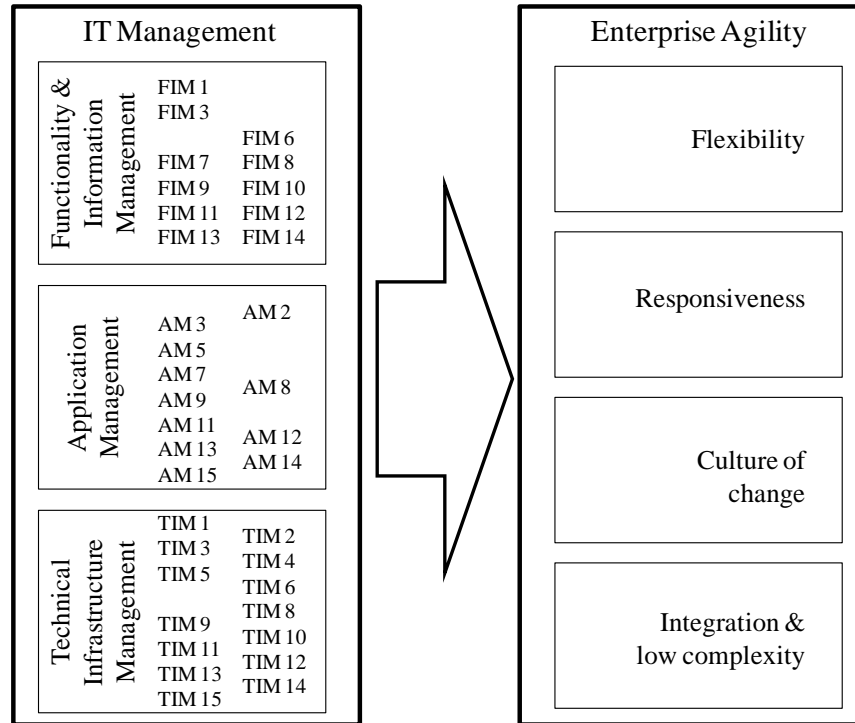 IT Management
Functionality &
Information
Management
FIM 1
FIM 3
FIM 6
FIM 7
FIM 8
FIM 9
FIM 10
FIM 11
FIM 12
FIM 13
FIM 14
Application
Management
AM 2
AM 3
AM 5
AM 7
AM 8
AM 9
AM 11
AM 12
AM 13
AM 14
AM 15
Technical
Infrastructure
Management
TIM 1
TIM 2
TIM 3
TIM 4
TIM 5
TIM 6
TIM 8
TIM 9
TIM 10
TIM 11
TIM 12
TIM 13
TIM 14
TIM 15
Enterprise Agility
Flexibility
Responsiveness
Culture of
change
Integration &
low complexity